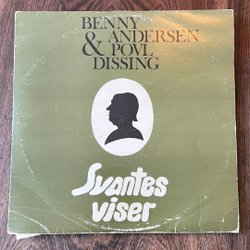 BENNY
ANDERSEN
& POVL
DISSING
Svantes
viser